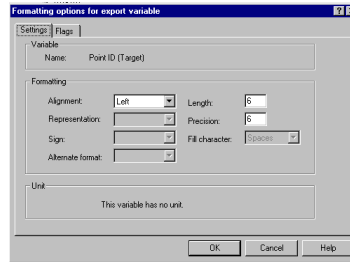 Formatting options for export variable
Settings Flags
Variable
Name: Point ID (Target)
Formatting
Alignment: Left Length: 6
Representation: Precision: 6
Sign: Fill character: Spaces
Alternate format:
Unit
This variable has no unit.
OK Cancel Help